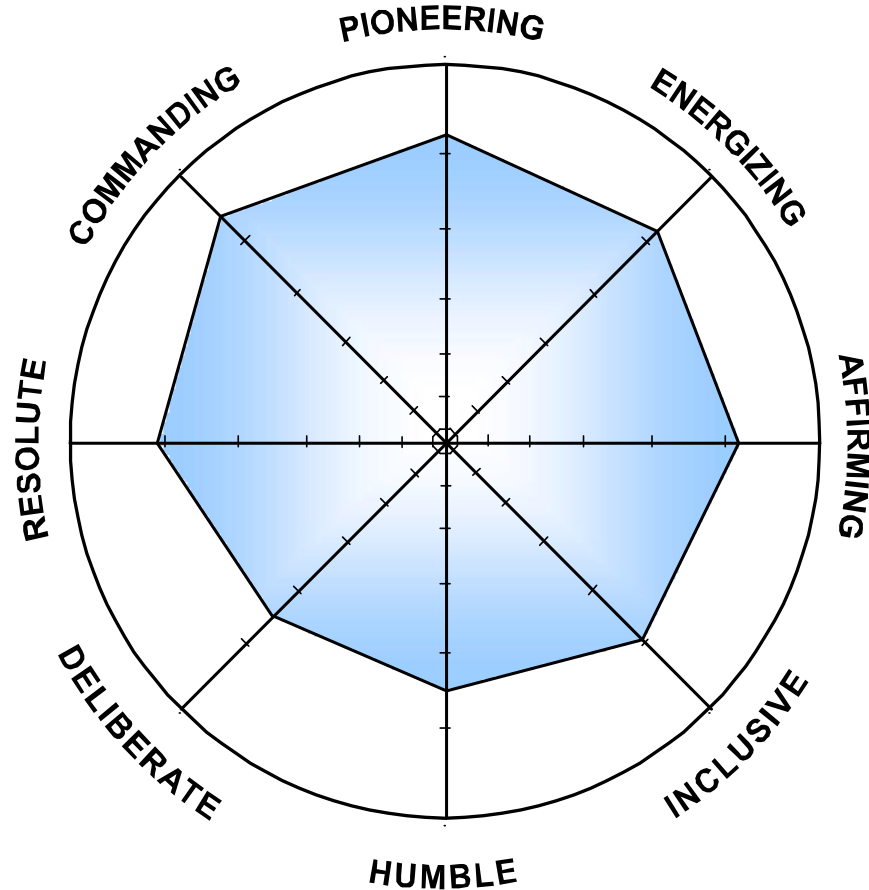 PIONEERING
ENERGIZING
AFFIRMING
INCLUSIVE
HUMBLE
DELIBERATE
RESOLUTE
COMMANDING